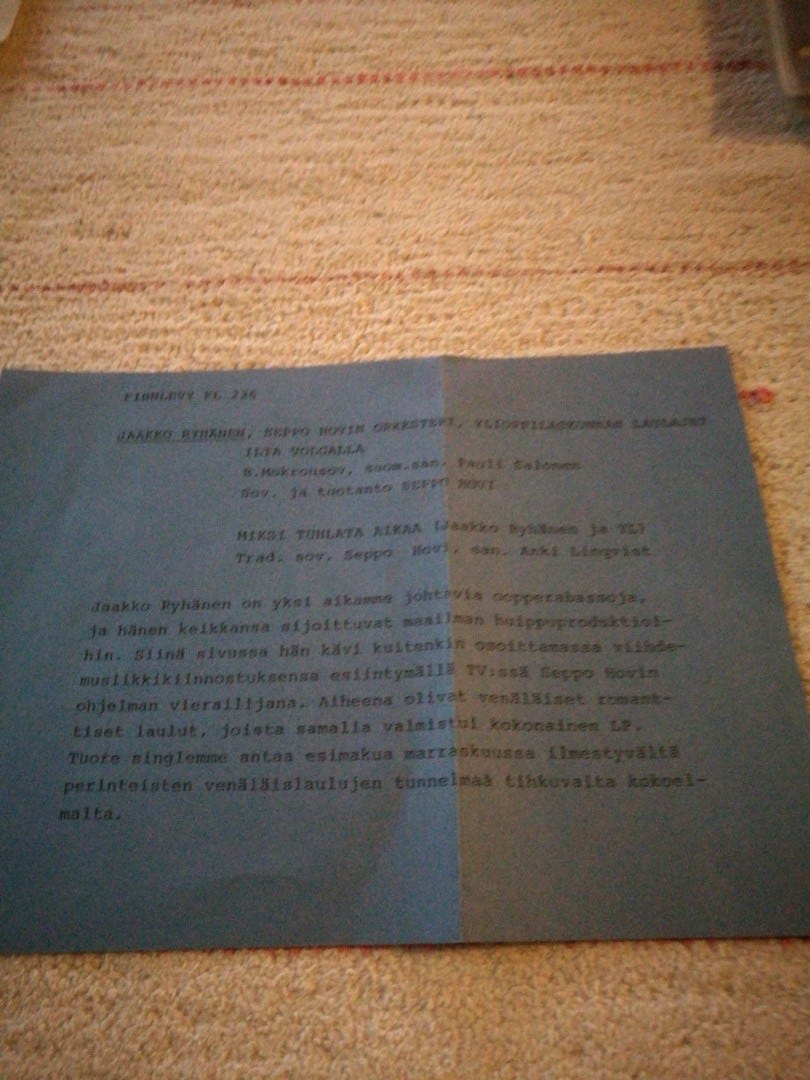 FINNLEVY FL 226
JAAKKO RYHÄNEN, SEPPO HOVIN ORKESTERI, YLIOPPILASKUNNAN LAULAJAT
ILTA VOLGALLA
B.Mokrousov, suom.san. Pauli Salonen
Sov. ja tuotanto SEPPO HOVI
MIKSI TUHLATA AIKAA (Jaakko Ryhänen ja YL)
Trad. sov. Seppo Hovi, san. Anki Linqvist
Jaakko Ryhänen on yksi aikamme johtavia oopperabassoja,
ja hänen keikkansa sijoittuvat maailman huippuproduktioi-
hin. Siinä sivussa hän kävi kuitenkin osoittamassa viihde-
musiikkikiinnostuksensa esiintymällä TV:ssä Seppo Hovin
ohjelman vierailijana. Aiheena olivat venäläiset romant-
tiset laulut, joista samalla valmistui kokonainen LP.
Tuore singlemme antaa esimakua marraskuussa ilmestyvältä
perinteisten venäläislaulujen tunnelmaa tihkuvalta kokoel-
malta.